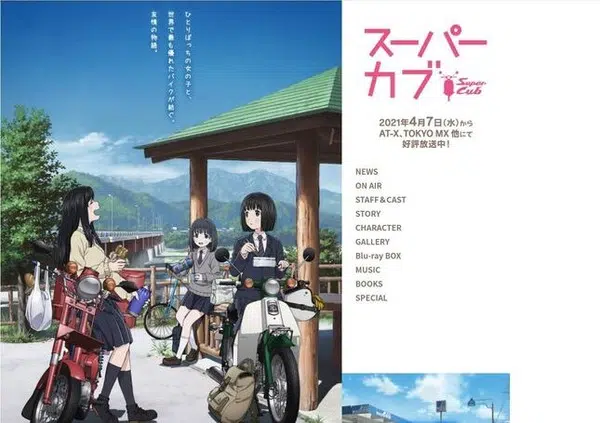 ひとりぼっちの女の子と、
世界で最も優れたバイクが紡ぐ、
友情の物語。
スーパー
カブ
Super-
Cub
2021年4月7日(水)から
AT-X、TOKYO MX 他にて
好評放送中!
NEWS
ON AIR
STAFF&CAST
STORY
CHARACTER
GALLERY
Blu-ray BOX
MUSIC
BOOKS
SPECIAL